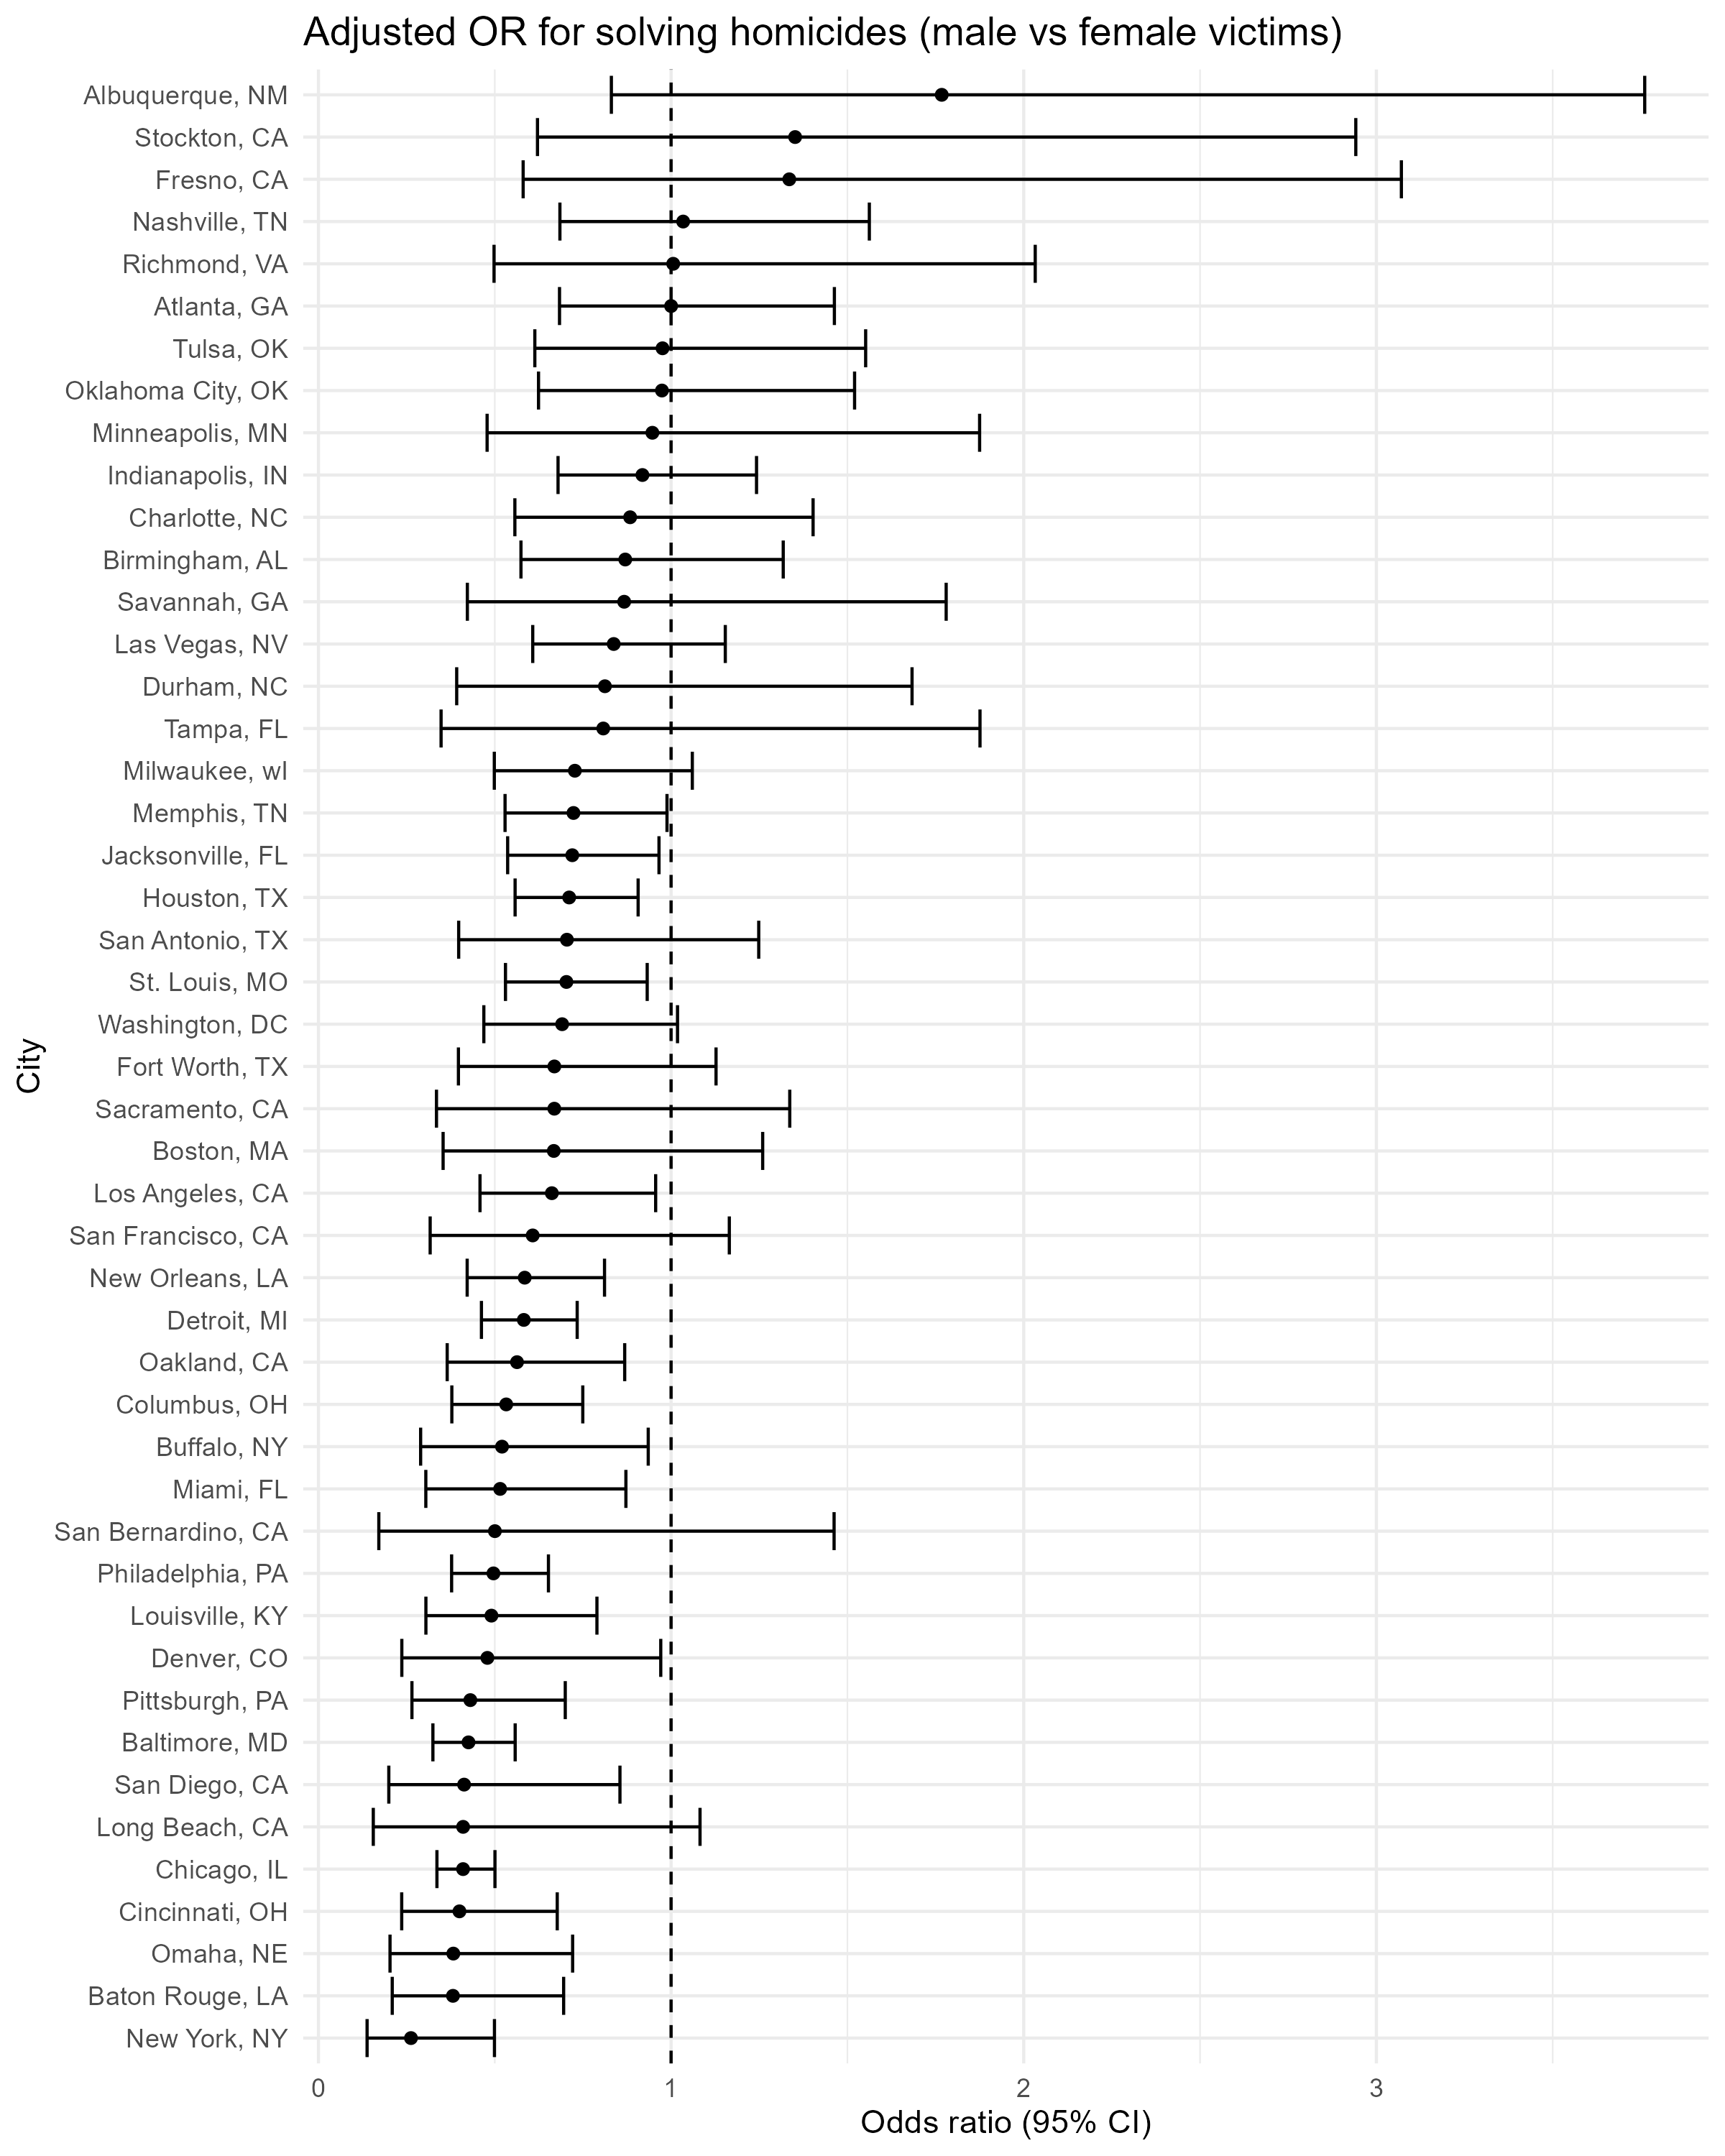 Adjusted OR for solving homicides (male vs female victims)
Albuquerque, NM
Stockton, CA
Fresno, CA
Nashville, TN
Richmond, VA
Atlanta, GA
Tulsa, OK
Oklahoma City, OK
Minneapolis, MN
Indianapolis, IN
Charlotte, NC
Birmingham, AL
Savannah, GA
Las Vegas, NV
Durham, NC
Tampa, FL
Milwaukee, wI
Memphis, TN
Jacksonville, FL
Houston, TX
San Antonio, TX
St. Louis, MO
Washington, DC
Fort Worth, TX
Sacramento, CA
Boston, MA
Los Angeles, CA
San Francisco, CA
New Orleans, LA
Detroit, MI
Oakland, CA
Columbus, OH
Buffalo, NY
Miami, FL
San Bernardino, CA
Philadelphia, PA
Louisville, KY
Denver, CO
Pittsburgh, PA
Baltimore, MD
San Diego, CA
Long Beach, CA
Chicago, IL
Cincinnati, OH
Omaha, NE
Baton Rouge, LA
New York, NY
City
0 1 2 3
Odds ratio (95% CI)